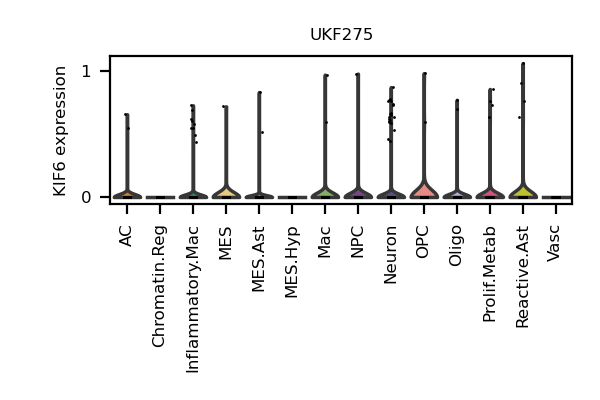 UKF275
KIF6 expression
1
0
AC
Chromatin.Reg
Inflammatory.Mac
MES
MES.Ast
MES.Hyp
Mac
NPC
Neuron
OPC
Oligo
Prolif.Metab
Reactive.Ast
Vasc